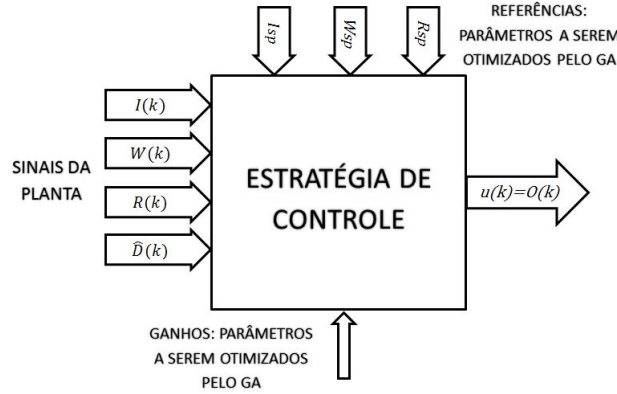 Isp
Wsp
Rsp
REFERÊNCIAS:
PARÂMETROS A SEREM
OTIMIZADOS PELO GA
SINAIS DA
PLANTA
I(k)
W(k)
R(k)
D̂(k)
ESTRATÉGIA DE
CONTROLE
u(k)=O(k)
GANHOS: PARÂMETROS
A SEREM OTIMIZADOS
PELO GA